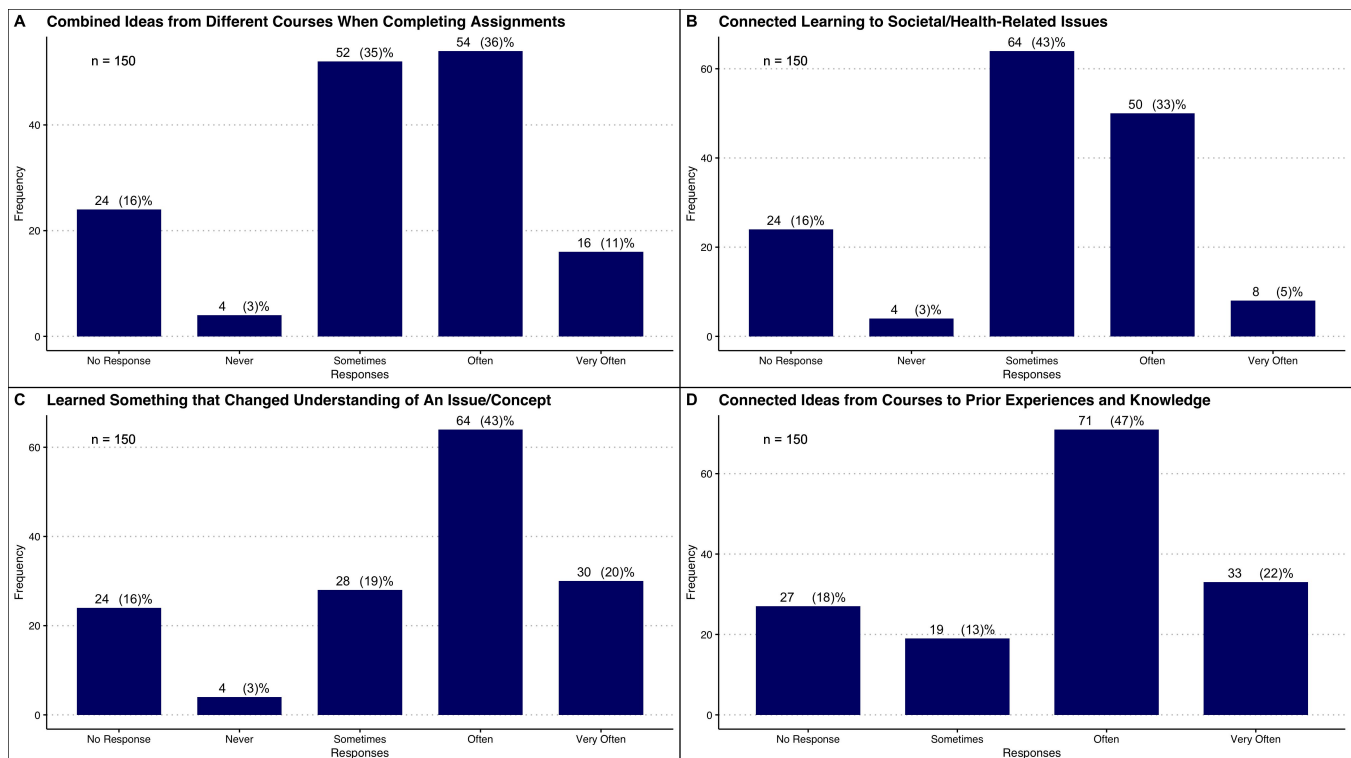 A Combined Ideas from Different Courses When Completing Assignments
n = 150
24 (16)%
4 (3)%
52 (35)%
54 (36)%
16 (11)%
40
20
0
Frequency
No Response Never Sometimes Often Very Often
Responses
B Connected Learning to Societal/Health-Related Issues
n = 150
24 (16)%
4 (3)%
64 (43)%
50 (33)%
8 (5)%
60
40
20
0
Frequency
No Response Never Sometimes Often Very Often
Responses
C Learned Something that Changed Understanding of An Issue/Concept
n = 150
24 (16)%
4 (3)%
28 (19)%
64 (43)%
30 (20)%
60
40
20
0
Frequency
No Response Never Sometimes Often Very Often
Responses
D Connected Ideas from Courses to Prior Experiences and Knowledge
n = 150
27 (18)%
19 (13)%
71 (47)%
33 (22)%
60
40
20
0
Frequency
No Response Sometimes Often Very Often
Responses